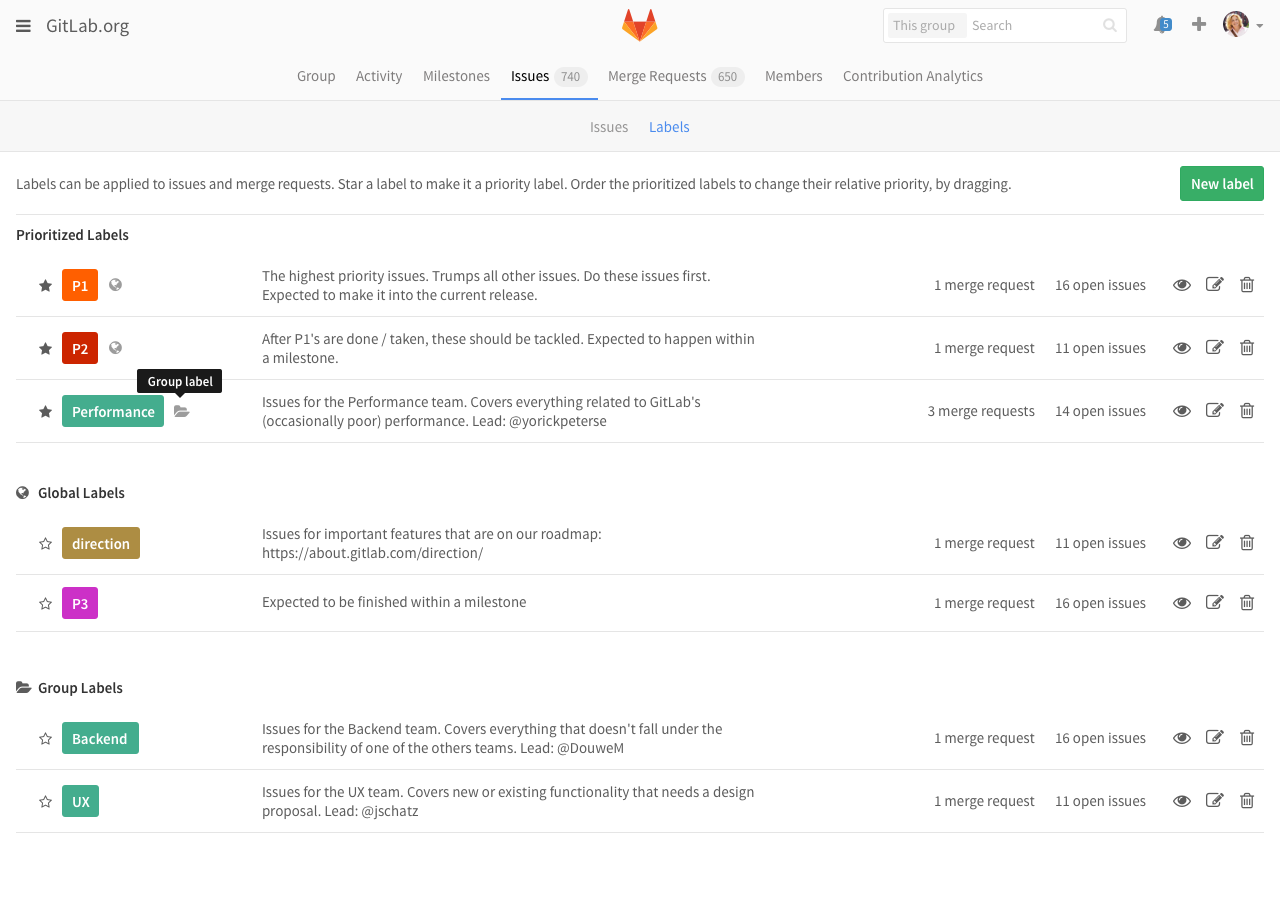 GitLab.org
This group Search
5
Group Activity Milestones Issues 740 Merge Requests 650 Members Contribution Analytics
Issues Labels
Labels can be applied to issues and merge requests. Star a label to make it a priority label. Order the prioritized labels to change their relative priority, by dragging.
New label
Prioritized Labels
P1
The highest priority issues. Trumps all other issues. Do these issues first.
Expected to make it into the current release.
1 merge request 16 open issues
P2
After P1's are done / taken, these should be tackled. Expected to happen within
a milestone.
1 merge request 11 open issues
Group label
Performance
Issues for the Performance team. Covers everything related to GitLab's
(occasionally poor) performance. Lead: @yorickpeterse
3 merge requests 14 open issues
Global Labels
direction
Issues for important features that are on our roadmap:
https://about.gitlab.com/direction/
1 merge request 11 open issues
P3
Expected to be finished within a milestone
1 merge request 16 open issues
Group Labels
Backend
Issues for the Backend team. Covers everything that doesn't fall under the
responsibility of one of the others teams. Lead: @DouweM
1 merge request 16 open issues
UX
Issues for the UX team. Covers new or existing functionality that needs a design
proposal. Lead: @jschatz
1 merge request 11 open issues